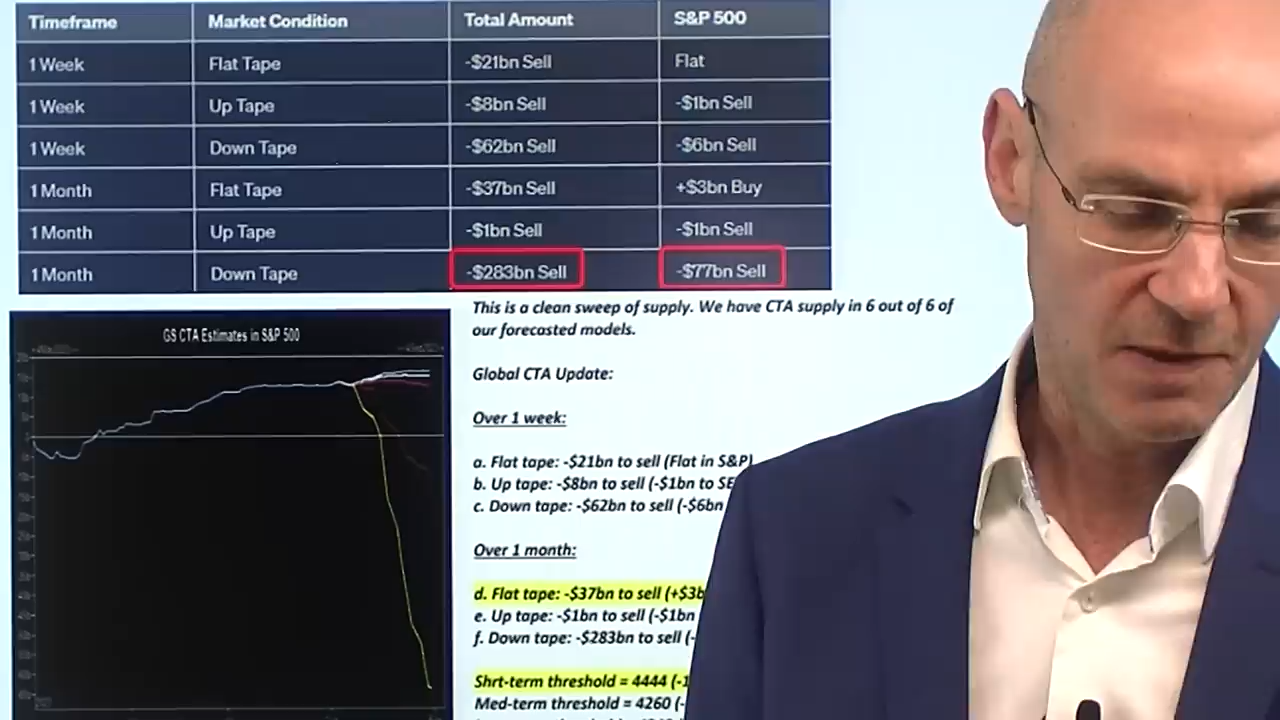 Timeframe Market Condition Total Amount S&P 500
1 Week Flat Tape -$21bn Sell Flat
1 Week Up Tape -$8bn Sell -$1bn Sell
1 Week Down Tape -$62bn Sell -$6bn Sell
1 Month Flat Tape -$37bn Sell +$3bn Buy
1 Month Up Tape -$1bn Sell -$1bn Sell
1 Month Down Tape -$283bn Sell -$77bn Sell
This is a clean sweep of supply. We have CTA supply in 6 out of 6 of
our forecasted models.
GS CTA Estimates in S&P 500
Global CTA Update:
Over 1 week:
a. Flat tape: -$21bn to sell (Flat in S&P)
b. Up tape: -$8bn to sell (-$1bn to
c. Down tape: -$62bn to sell (-$6bn
Over 1 month:
d. Flat tape: -$37bn to sell (+$3b
e. Up tape: -$1bn to sell (-$1bn
f. Down tape: -$283bn to sell (-
Shrt-term threshold = 4444 (-1
Med-term threshold = 4260 (-